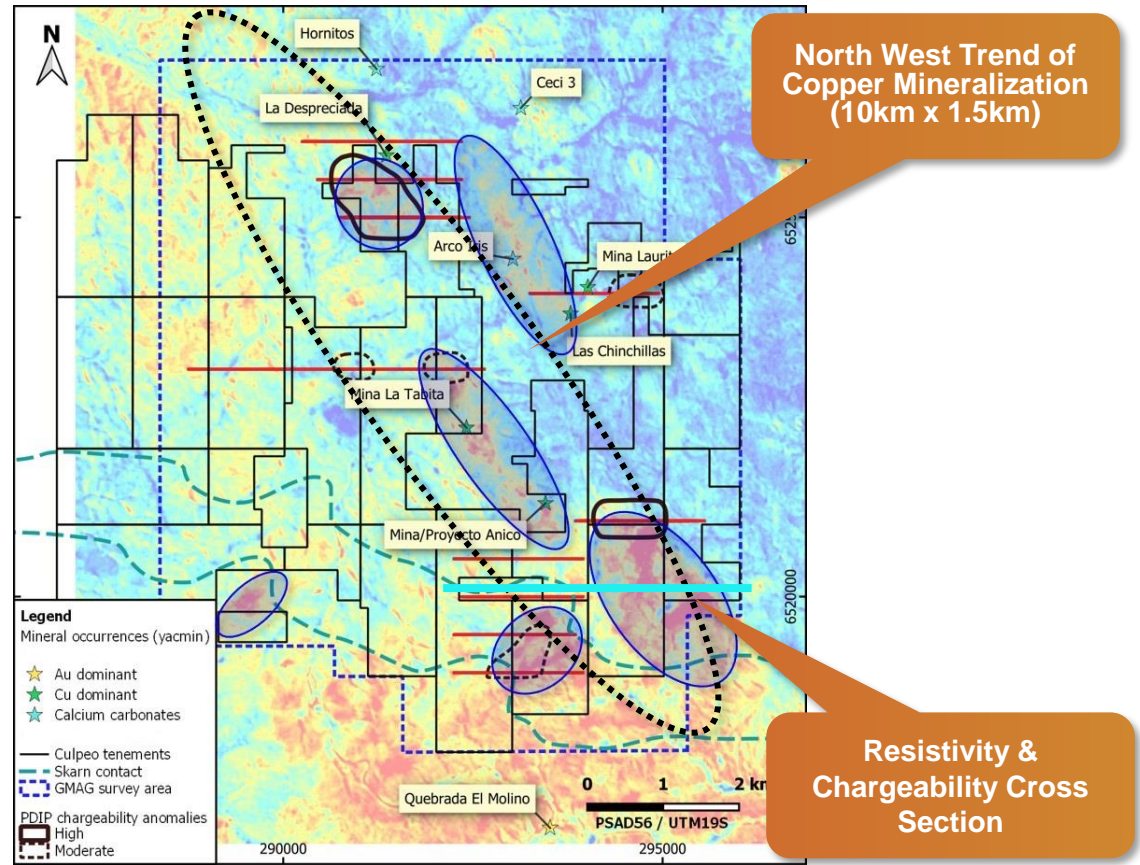 N
Hornitos
Ceci 3
La Despreciada
North West Trend of
Copper Mineralization
(10km x 1.5km)
Arco Iris
Mina Laurit
Las Chinchillas
Mina La Tabita
Mina/Proyecto Anico
6520000
Legend
Mineral occurrences (yacmin)
Au dominant
Cu dominant
Calcium carbonates
Culpeo tenements
Skarn contact
GMAG survey area
PDIP chargeability anomalies
High
Moderate
Quebrada El Molino
0 1 2 km
PSAD56 / UTM19S
290000 295000
Resistivity &
Chargeability Cross
Section